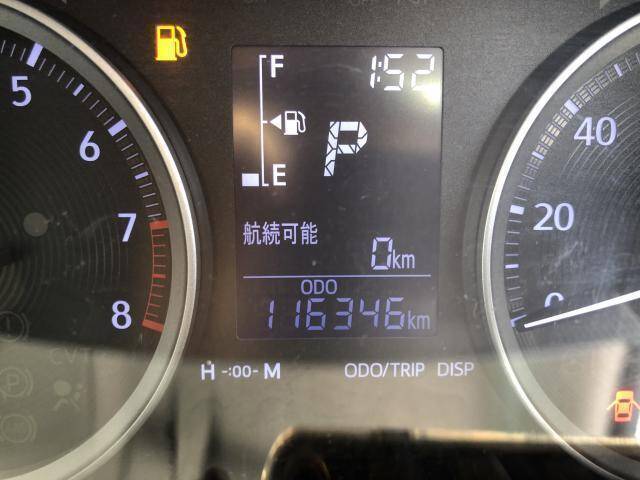 F
1:52
5
6
P
40
E
20
航続可能
0km
7
ODO
8
116346km
0
CVT
H -:00- M
ODO/TRIP DISP
P